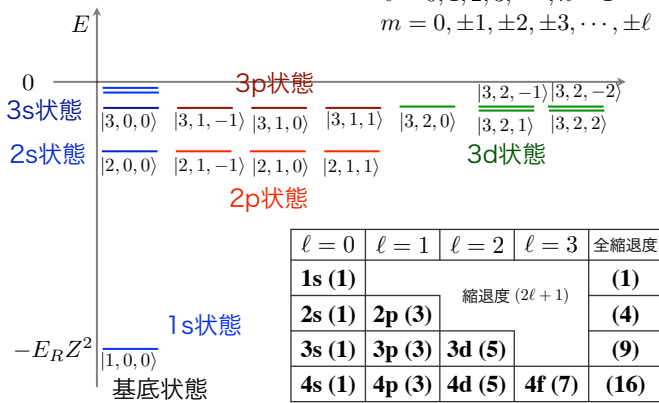 E
m = 0, ±1, ±2, ±3, ⋯, ±ℓ
0
3p状態
|3, 2, −1⟩ |3, 2, −2⟩
3s状態
|3, 0, 0⟩ |3, 1, −1⟩ |3, 1, 0⟩ |3, 1, 1⟩ |3, 2, 0⟩ |3, 2, 1⟩ |3, 2, 2⟩
2s状態
3d状態
|2, 0, 0⟩ |2, 1, −1⟩ |2, 1, 0⟩ |2, 1, 1⟩
2p状態
ℓ = 0 ℓ = 1 ℓ = 2 ℓ = 3 全縮退度
1s (1) (1)
縮退度 (2ℓ + 1)
2s (1) 2p (3) (4)
3s (1) 3p (3) 3d (5) (9)
4s (1) 4p (3) 4d (5) 4f (7) (16)
1s状態
−E_R Z²
|1, 0, 0⟩
基底状態